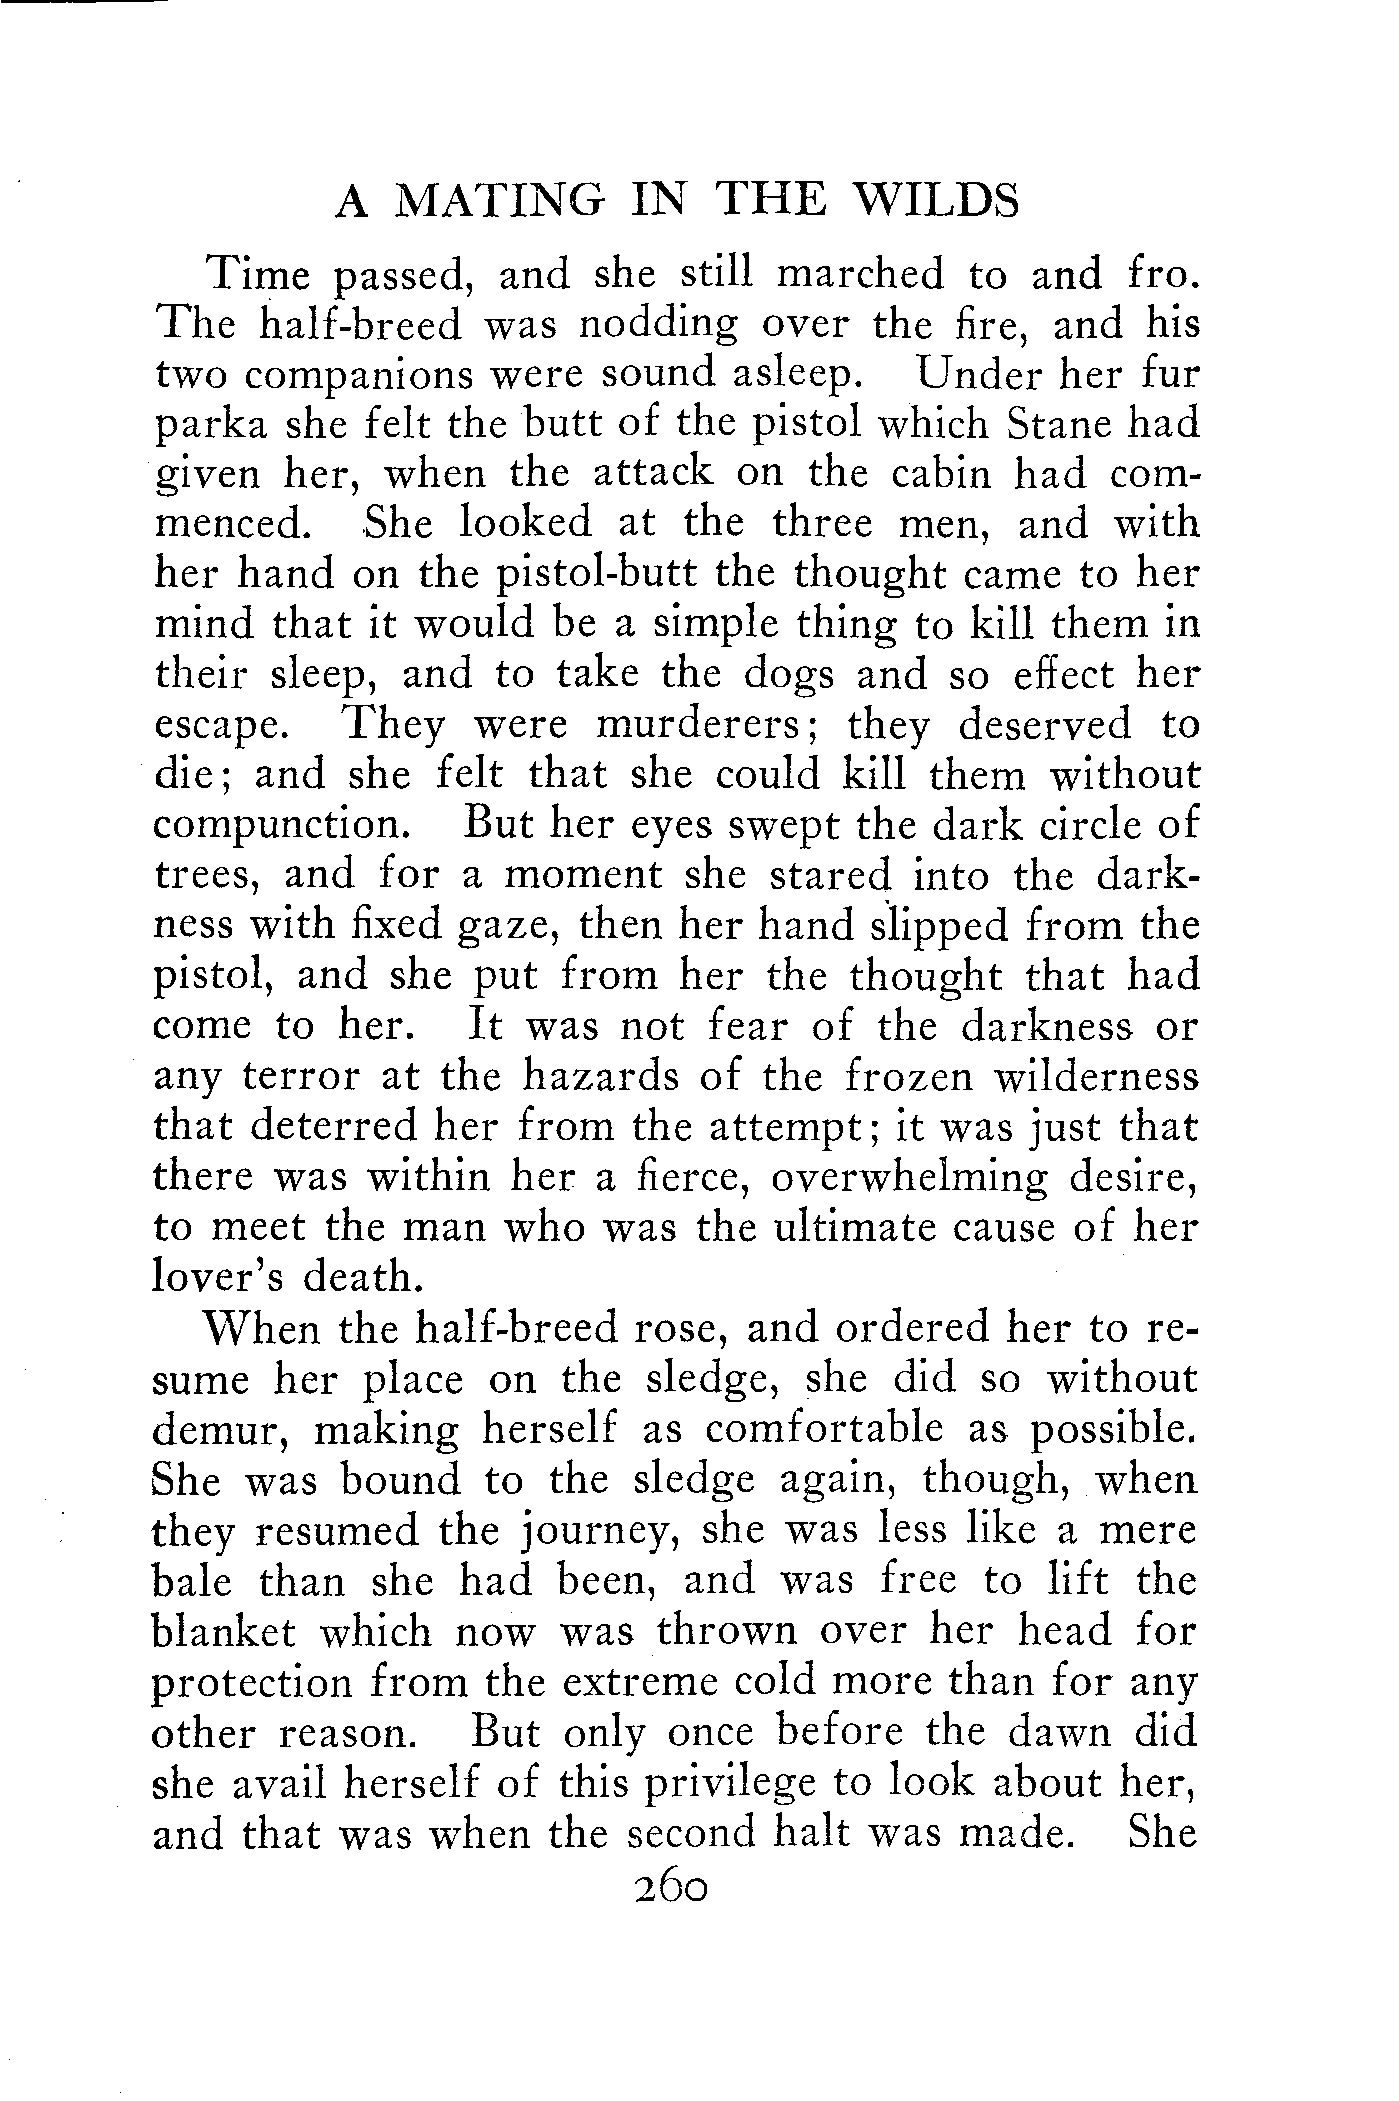 A MATING IN THE WILDS
Time passed, and she still marched to and fro.
The half-breed was nodding over the fire, and his
two companions were sound asleep. Under her fur
parka she felt the butt of the pistol which Stane had
given her, when the attack on the cabin had com-
menced. She looked at the three men, and with
her hand on the pistol-butt the thought came to her
mind that it would be a simple thing to kill them in
their sleep, and to take the dogs and so effect her
escape. They were murderers; they deserved to
die; and she felt that she could kill them without
compunction. But her eyes swept the dark circle of
trees, and for a moment she stared into the dark-
ness with fixed gaze, then her hand slipped from the
pistol, and she put from her the thought that had
come to her. It was not fear of the darkness or
any terror at the hazards of the frozen wilderness
that deterred her from the attempt; it was just that
there was within her a fierce, overwhelming desire,
to meet the man who was the ultimate cause of her
lover's death.
When the half-breed rose, and ordered her to re-
sume her place on the sledge, she did so without
demur, making herself as comfortable as possible.
She was bound to the sledge again, though, when
they resumed the journey, she was less like a mere
bale than she had been, and was free to lift the
blanket which now was thrown over her head for
protection from the extreme cold more than for any
other reason. But only once before the dawn did
she avail herself of this privilege to look about her,
and that was when the second halt was made. She
260